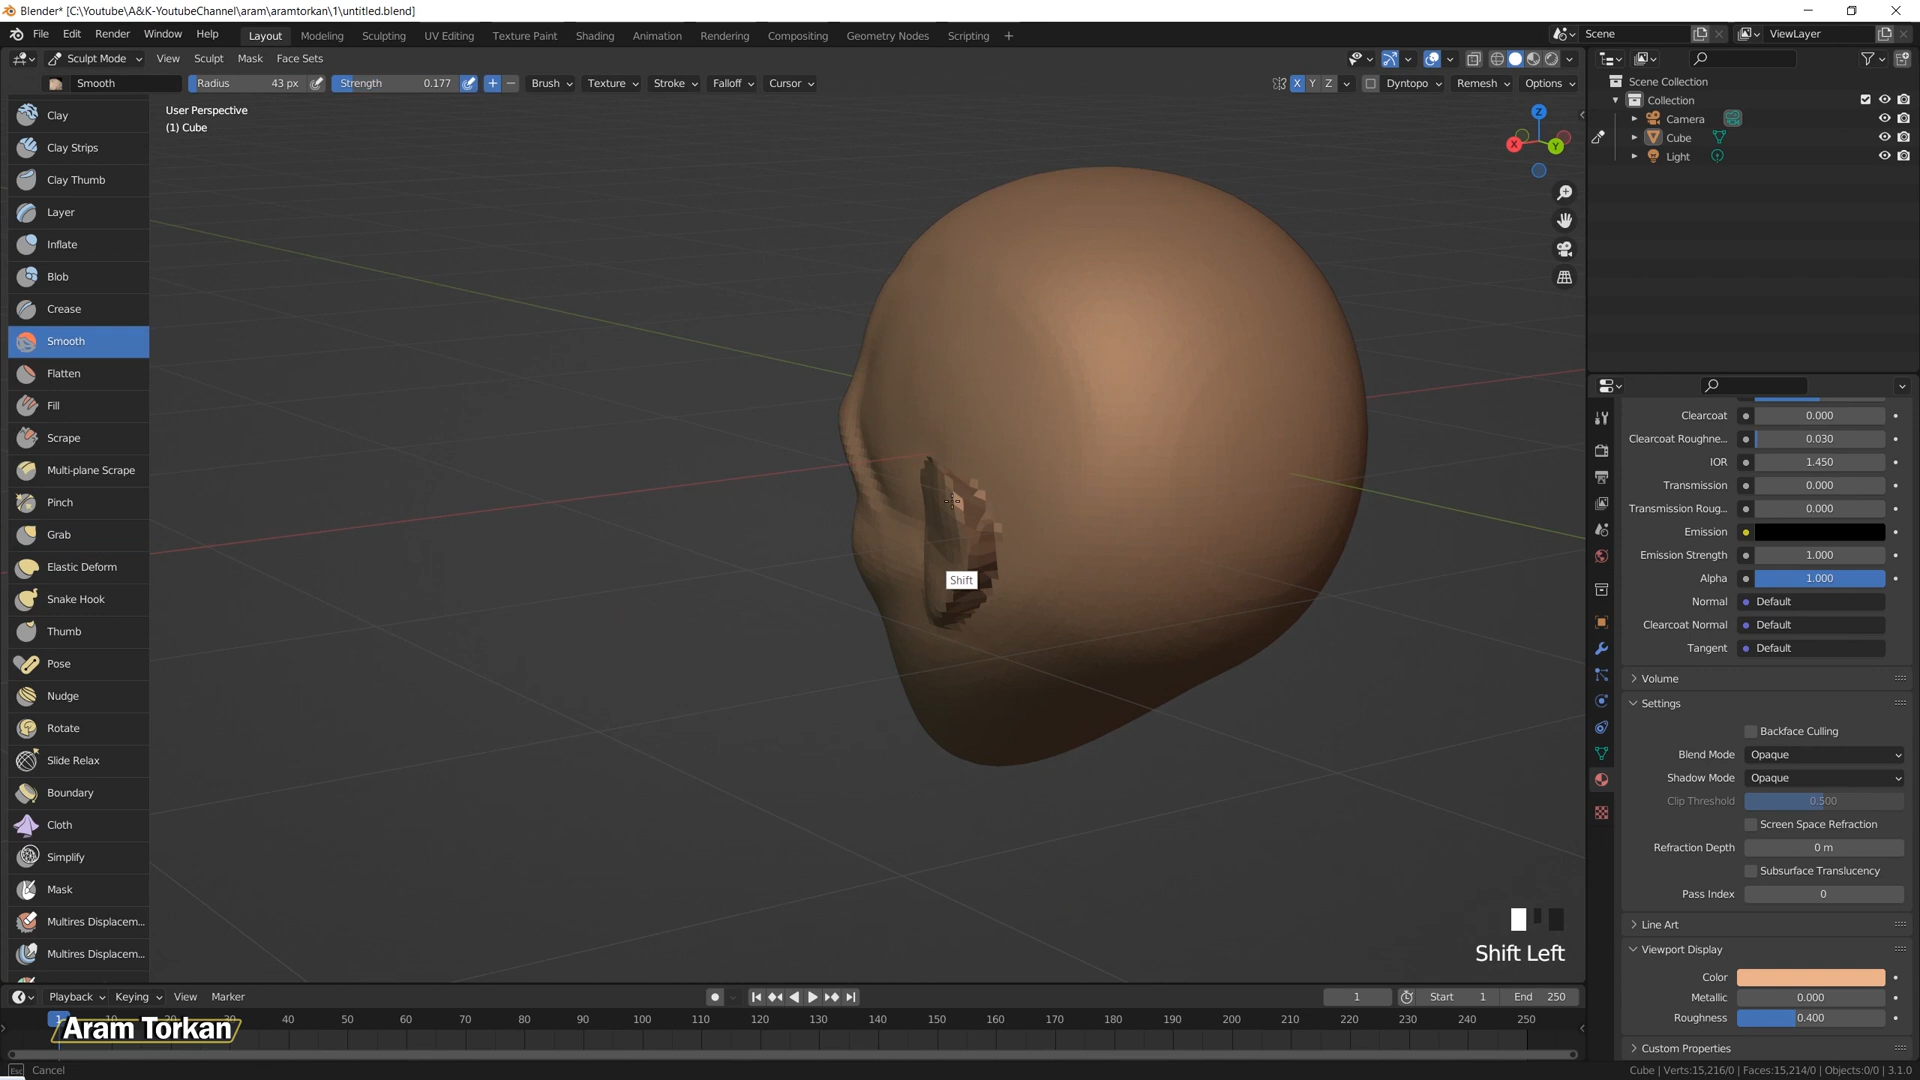 Blender* [C:\Youtube\A&K-YoutubeChannel\aram\aramtorkan\1\untitled.blend]
File Edit Render Window Help Layout Modeling Sculpting UV Editing Texture Paint Shading Animation Rendering Compositing Geometry Nodes Scripting + Scene ViewLayer
Sculpt Mode View Sculpt Mask Face Sets
Smooth Radius 43 px Strength 0.177 + − Brush Texture Stroke Falloff Cursor X Y Z Dyntopo Remesh Options
User Perspective
(1) Cube
Z
X
Y
Clay
Clay Strips
Clay Thumb
Layer
Inflate
Blob
Crease
Smooth
Flatten
Fill
Scrape
Multi-plane Scrape
Pinch
Grab
Elastic Deform
Snake Hook
Thumb
Pose
Nudge
Rotate
Slide Relax
Boundary
Cloth
Simplify
Mask
Multires Displacem...
Multires Displacem...
Shift
Shift Left
Scene Collection
Collection
Camera
Cube
Light
Clearcoat 0.000
Clearcoat Roughne... 0.030
IOR 1.450
Transmission 0.000
Transmission Roug... 0.000
Emission
Emission Strength 1.000
Alpha 1.000
Normal Default
Clearcoat Normal Default
Tangent Default
Volume
Settings
Backface Culling
Blend Mode Opaque
Shadow Mode Opaque
Clip Threshold 0.500
Screen Space Refraction
Refraction Depth 0 m
Subsurface Translucency
Pass Index 0
Line Art
Viewport Display
Color
Metallic 0.000
Roughness 0.400
Custom Properties
Playback Keying View Marker 1 Start 1 End 250
1 30 40 50 60 70 80 90 100 110 120 130 140 150 160 170 180 190 200 210 220 230 240 250
Aram Torkan
Esc Cancel
Cube | Verts:15,216/0 | Faces:15,214/0 | Objects:0/0 | 3.1.0